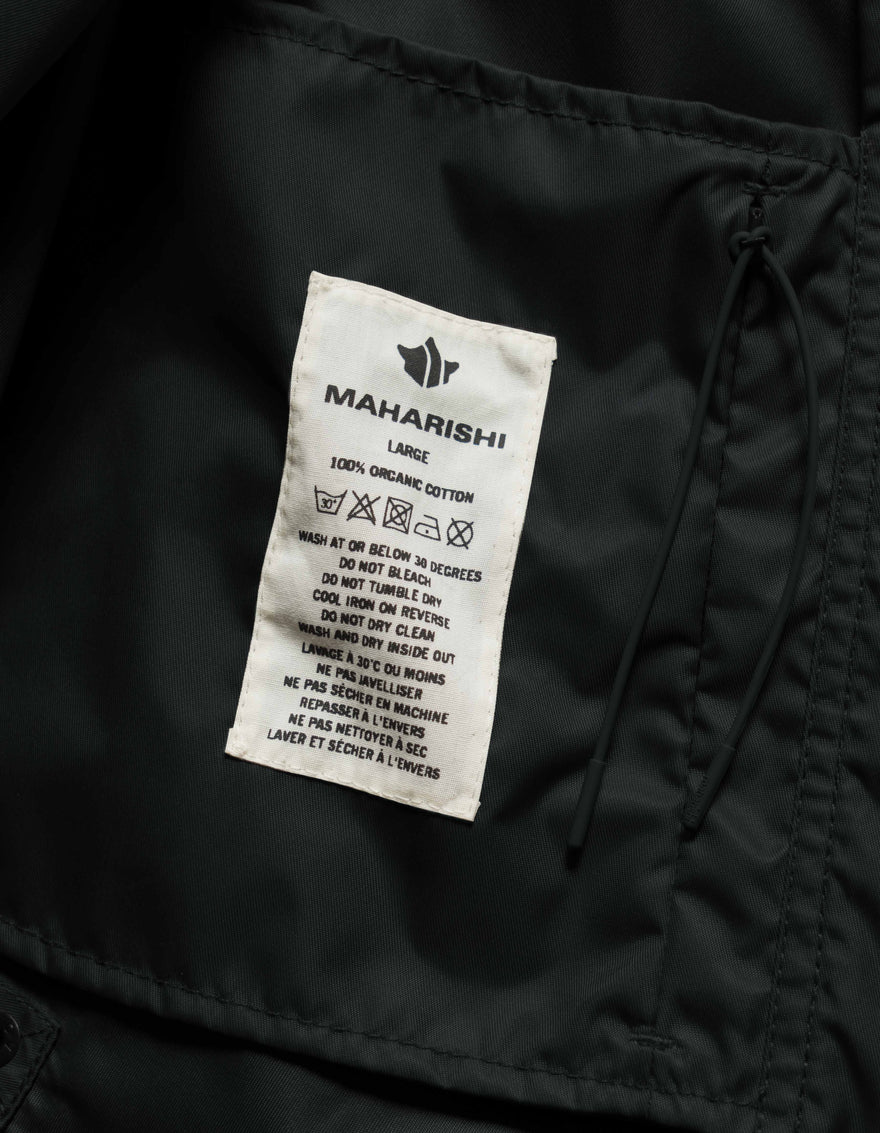 MAHARISHI
LARGE
100% ORGANIC COTTON
30°
WASH AT OR BELOW 30 DEGREES
DO NOT BLEACH
DO NOT TUMBLE DRY
COOL IRON ON REVERSE
DO NOT DRY CLEAN
WASH AND DRY INSIDE OUT
LAVAGE À 30°C OU MOINS
NE PAS JAVELLISER
NE PAS SÉCHER EN MACHINE
REPASSER À L'ENVERS
NE PAS NETTOYER À SEC
LAVER ET SÉCHER À L'ENVERS